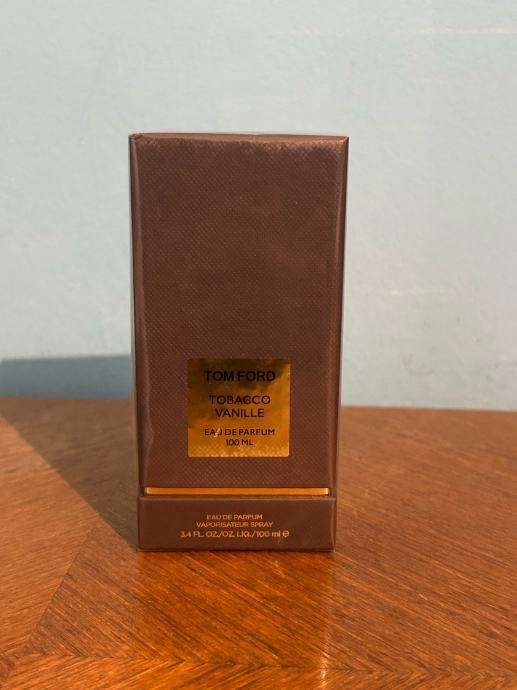 TOM FORD
TOBACCO
VANILLE
EAU DE PARFUM
100 ML
EAU DE PARFUM
VAPORISATEUR SPRAY
3.4 FL. OZ./OZ. LIQ./100 ml ℮